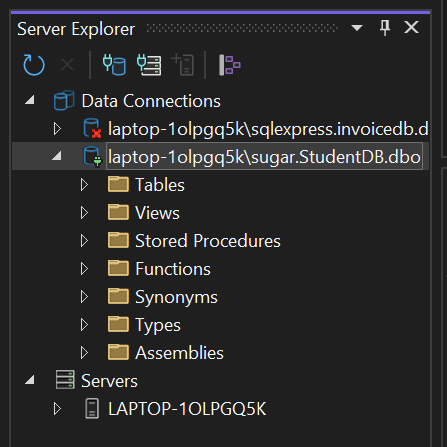 Server Explorer
Data Connections
laptop-1olpgq5k\sqlexpress.invoicedb.d
laptop-1olpgq5k\sugar.StudentDB.dbo
Tables
Views
Stored Procedures
Functions
Synonyms
Types
Assemblies
Servers
LAPTOP-1OLPGQ5K